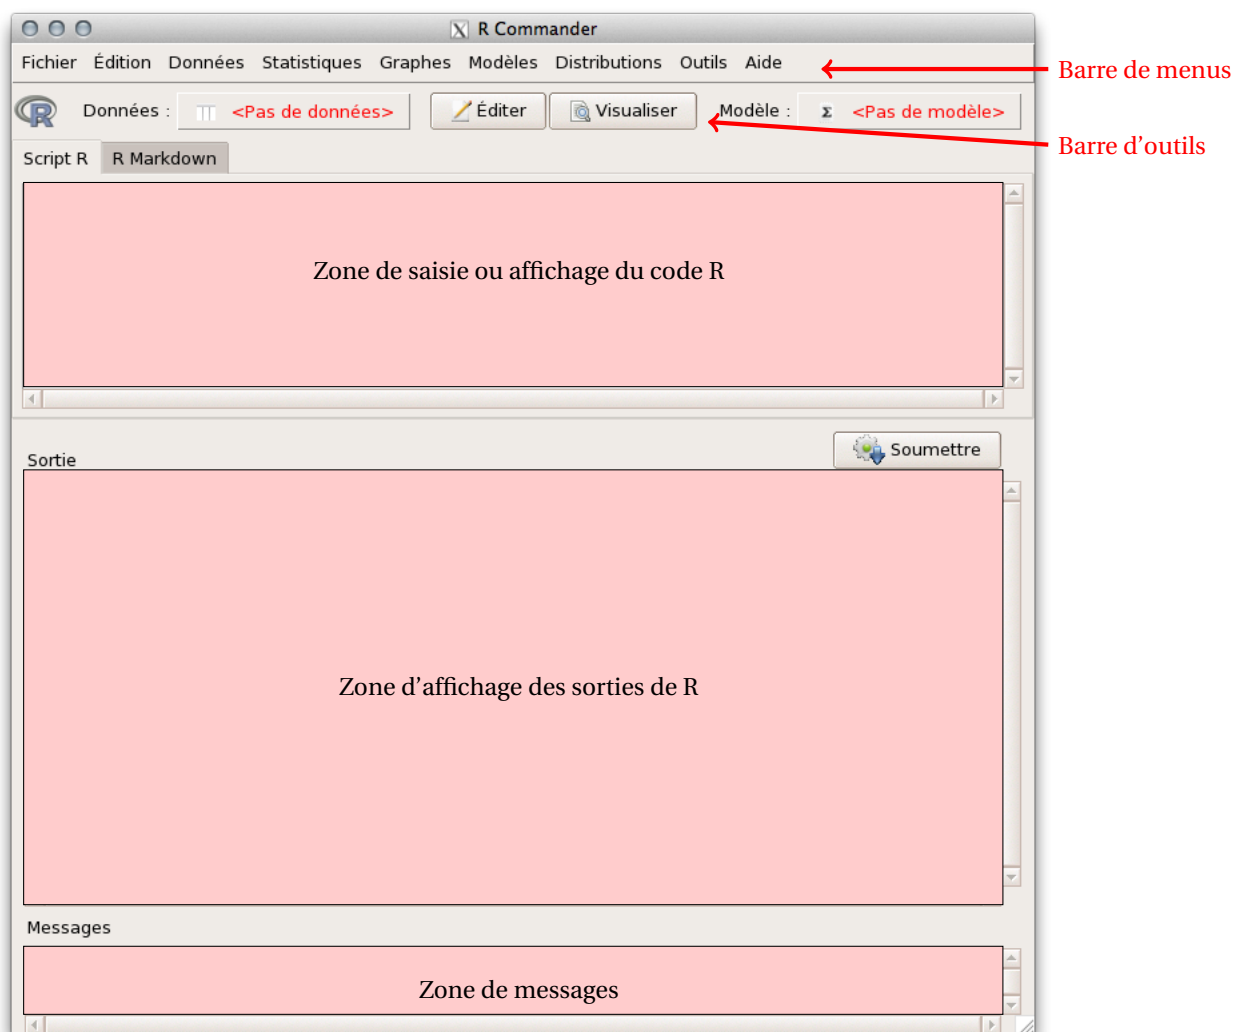 R Commander
Fichier Édition Données Statistiques Graphes Modèles Distributions Outils Aide
Barre de menus
R Données : <Pas de données> Éditer Visualiser Modèle : Σ <Pas de modèle>
Barre d'outils
Script R R Markdown
Zone de saisie ou affichage du code R
Soumettre
Sortie
Zone d'affichage des sorties de R
Messages
Zone de messages